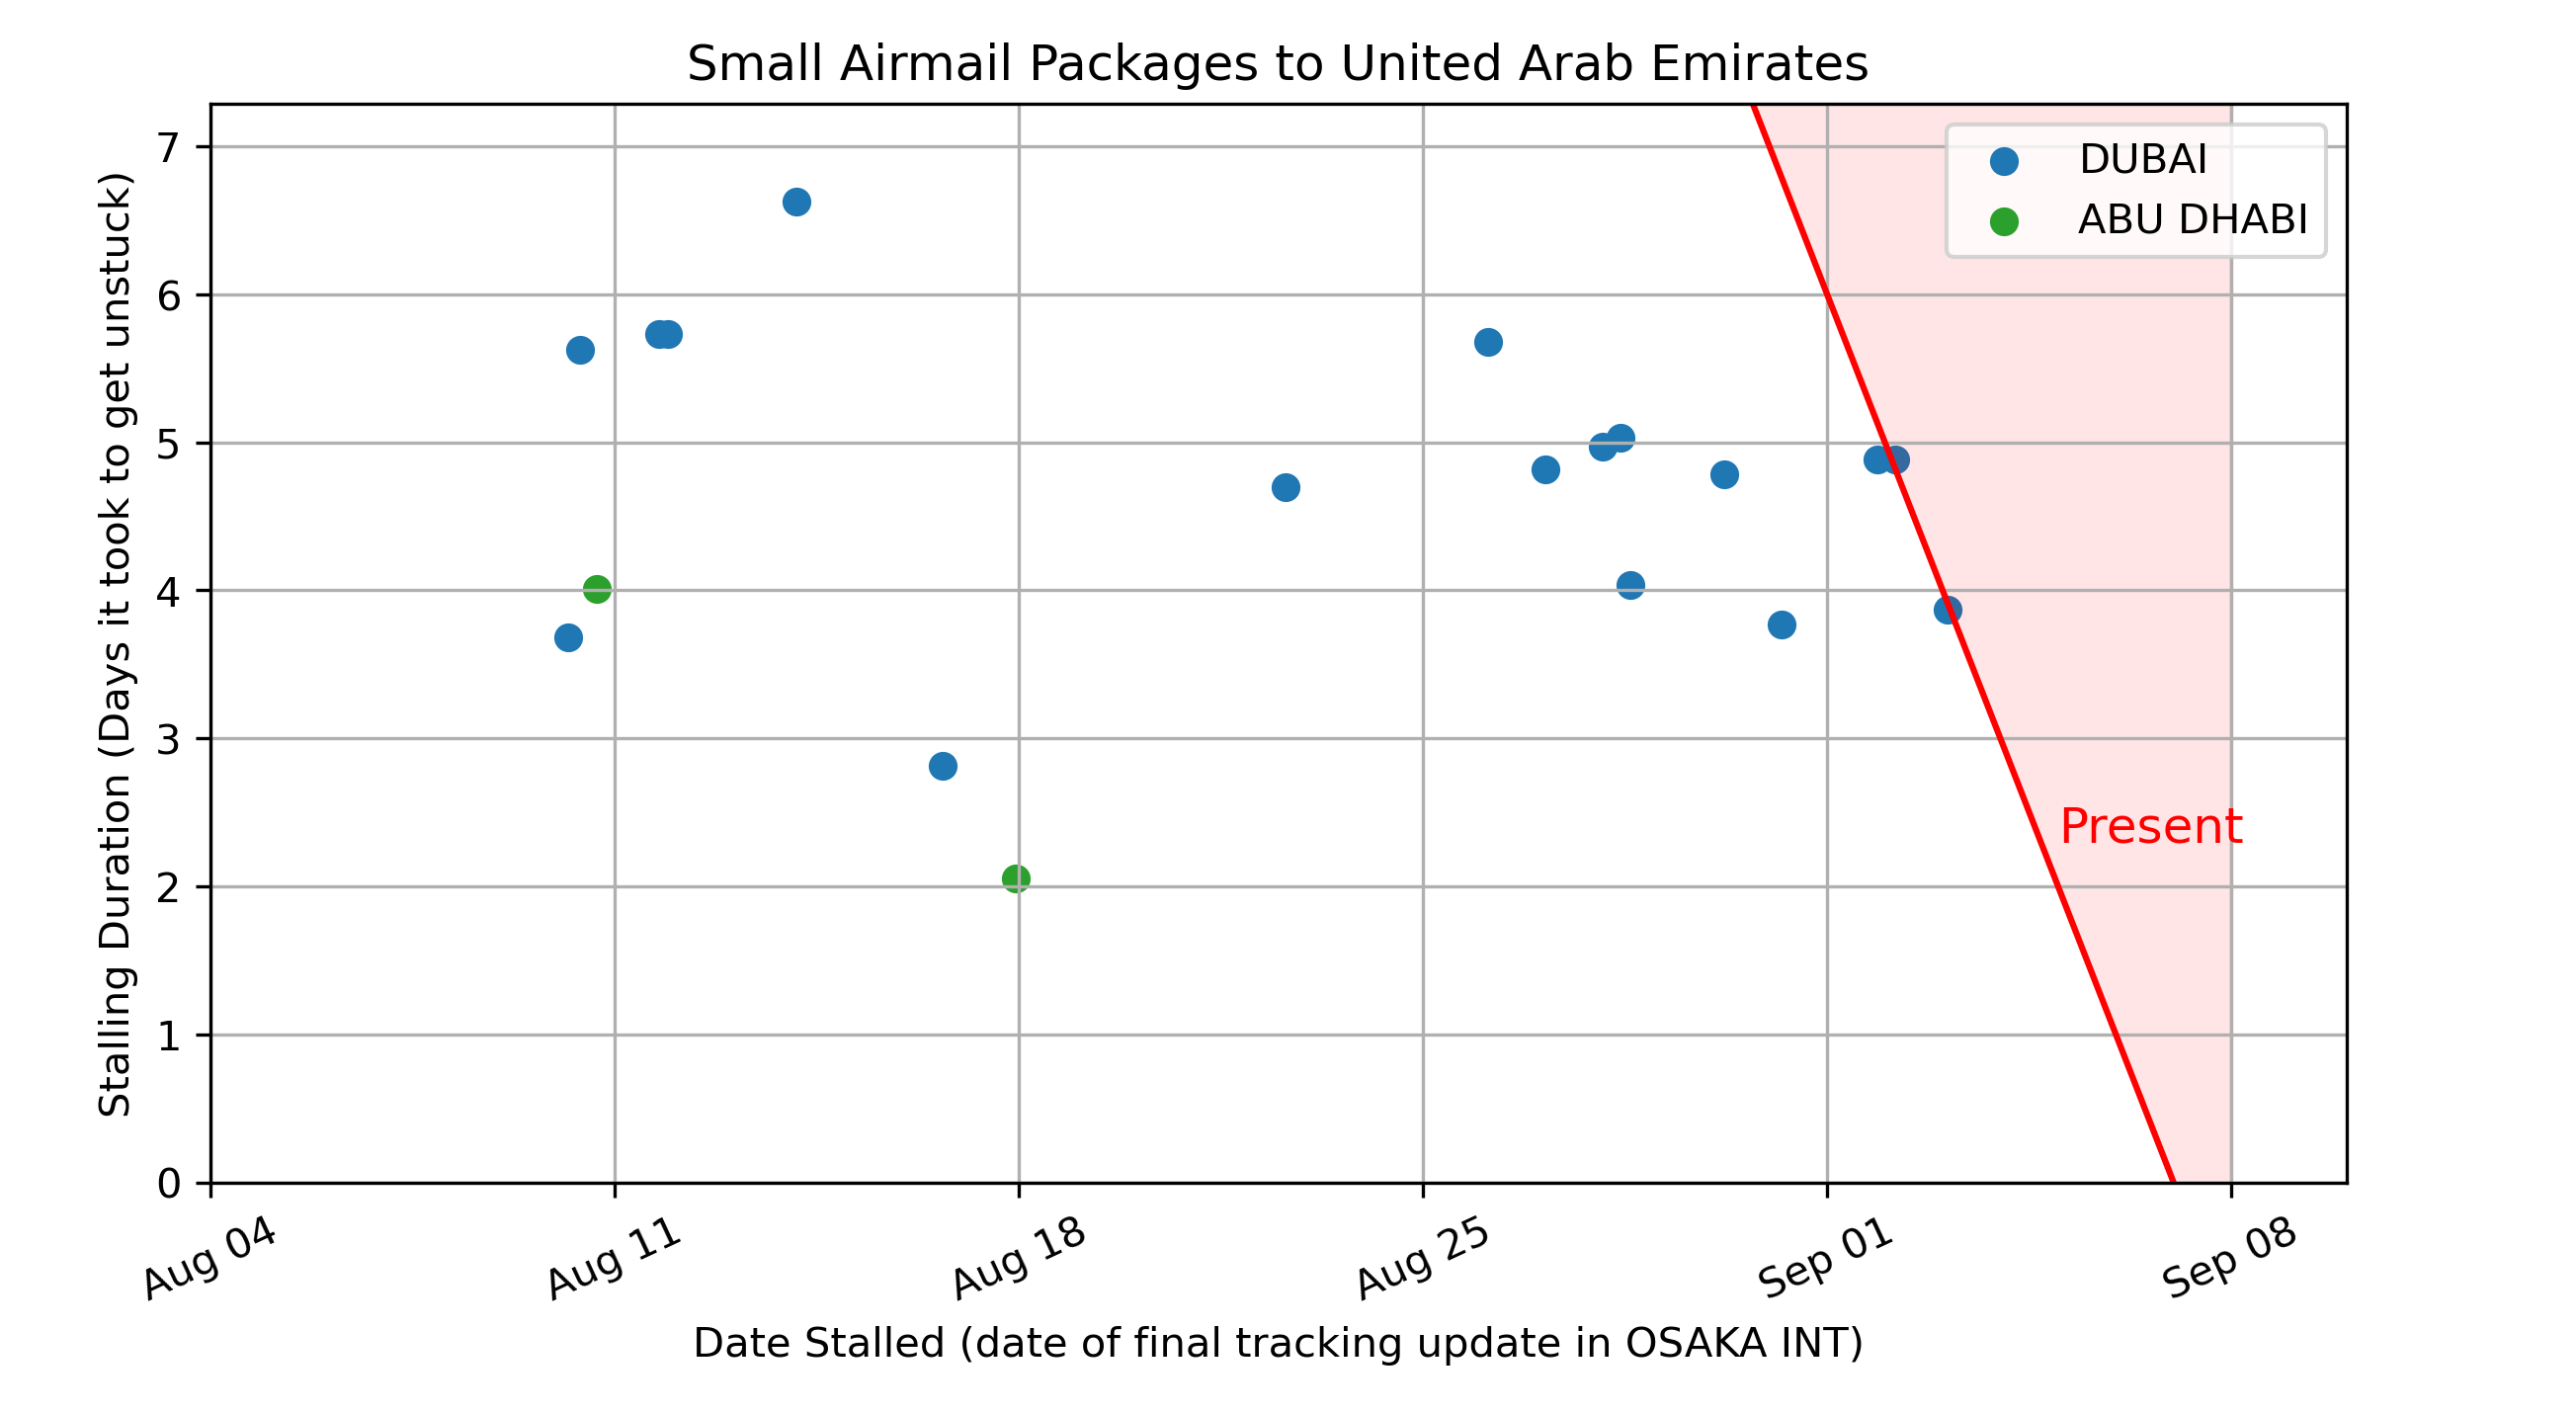 Small Airmail Packages to United Arab Emirates
DUBAI
ABU DHABI
Present
Stalling Duration (Days it took to get unstuck)
7
6
5
4
3
2
1
0
Aug 04
Aug 11
Aug 18
Aug 25
Sep 01
Sep 08
Date Stalled (date of final tracking update in OSAKA INT)